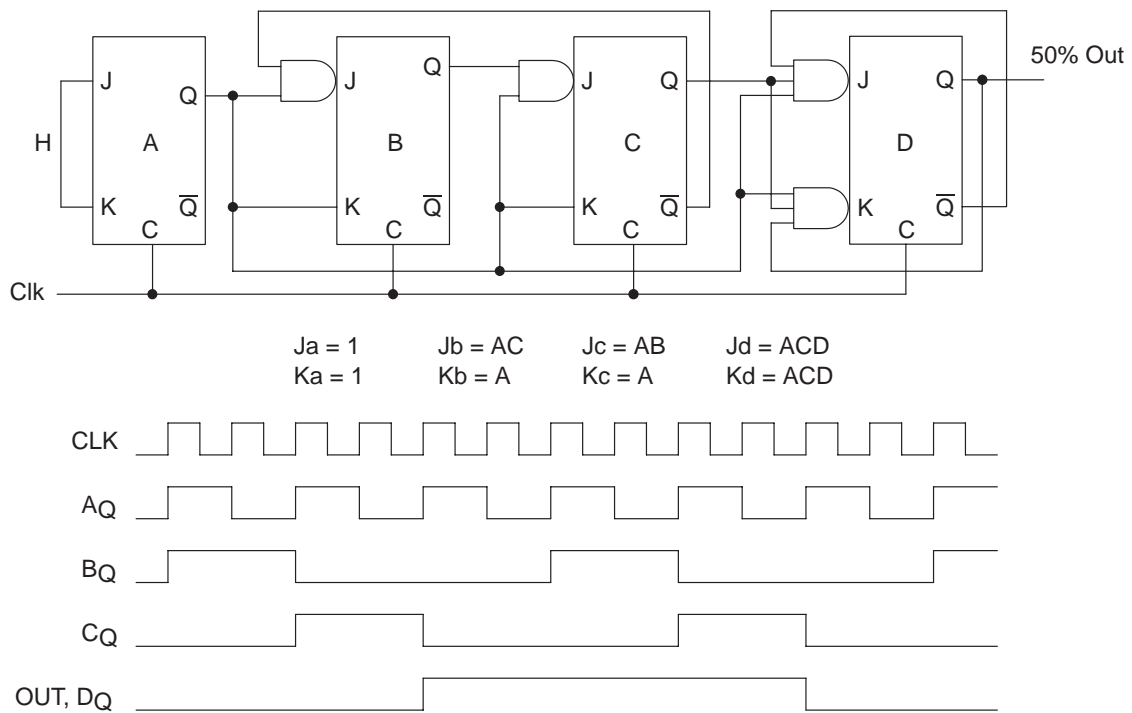 50% Out
J Q
H A
K Q̅
C
J Q
B
K Q̅
C
J Q
C
K Q̅
C
J Q
D
K Q̅
C
Clk
Ja = 1 Jb = AC Jc = AB Jd = ACD
Ka = 1 Kb = A Kc = A Kd = ACD
CLK
AQ
BQ
CQ
OUT, DQ